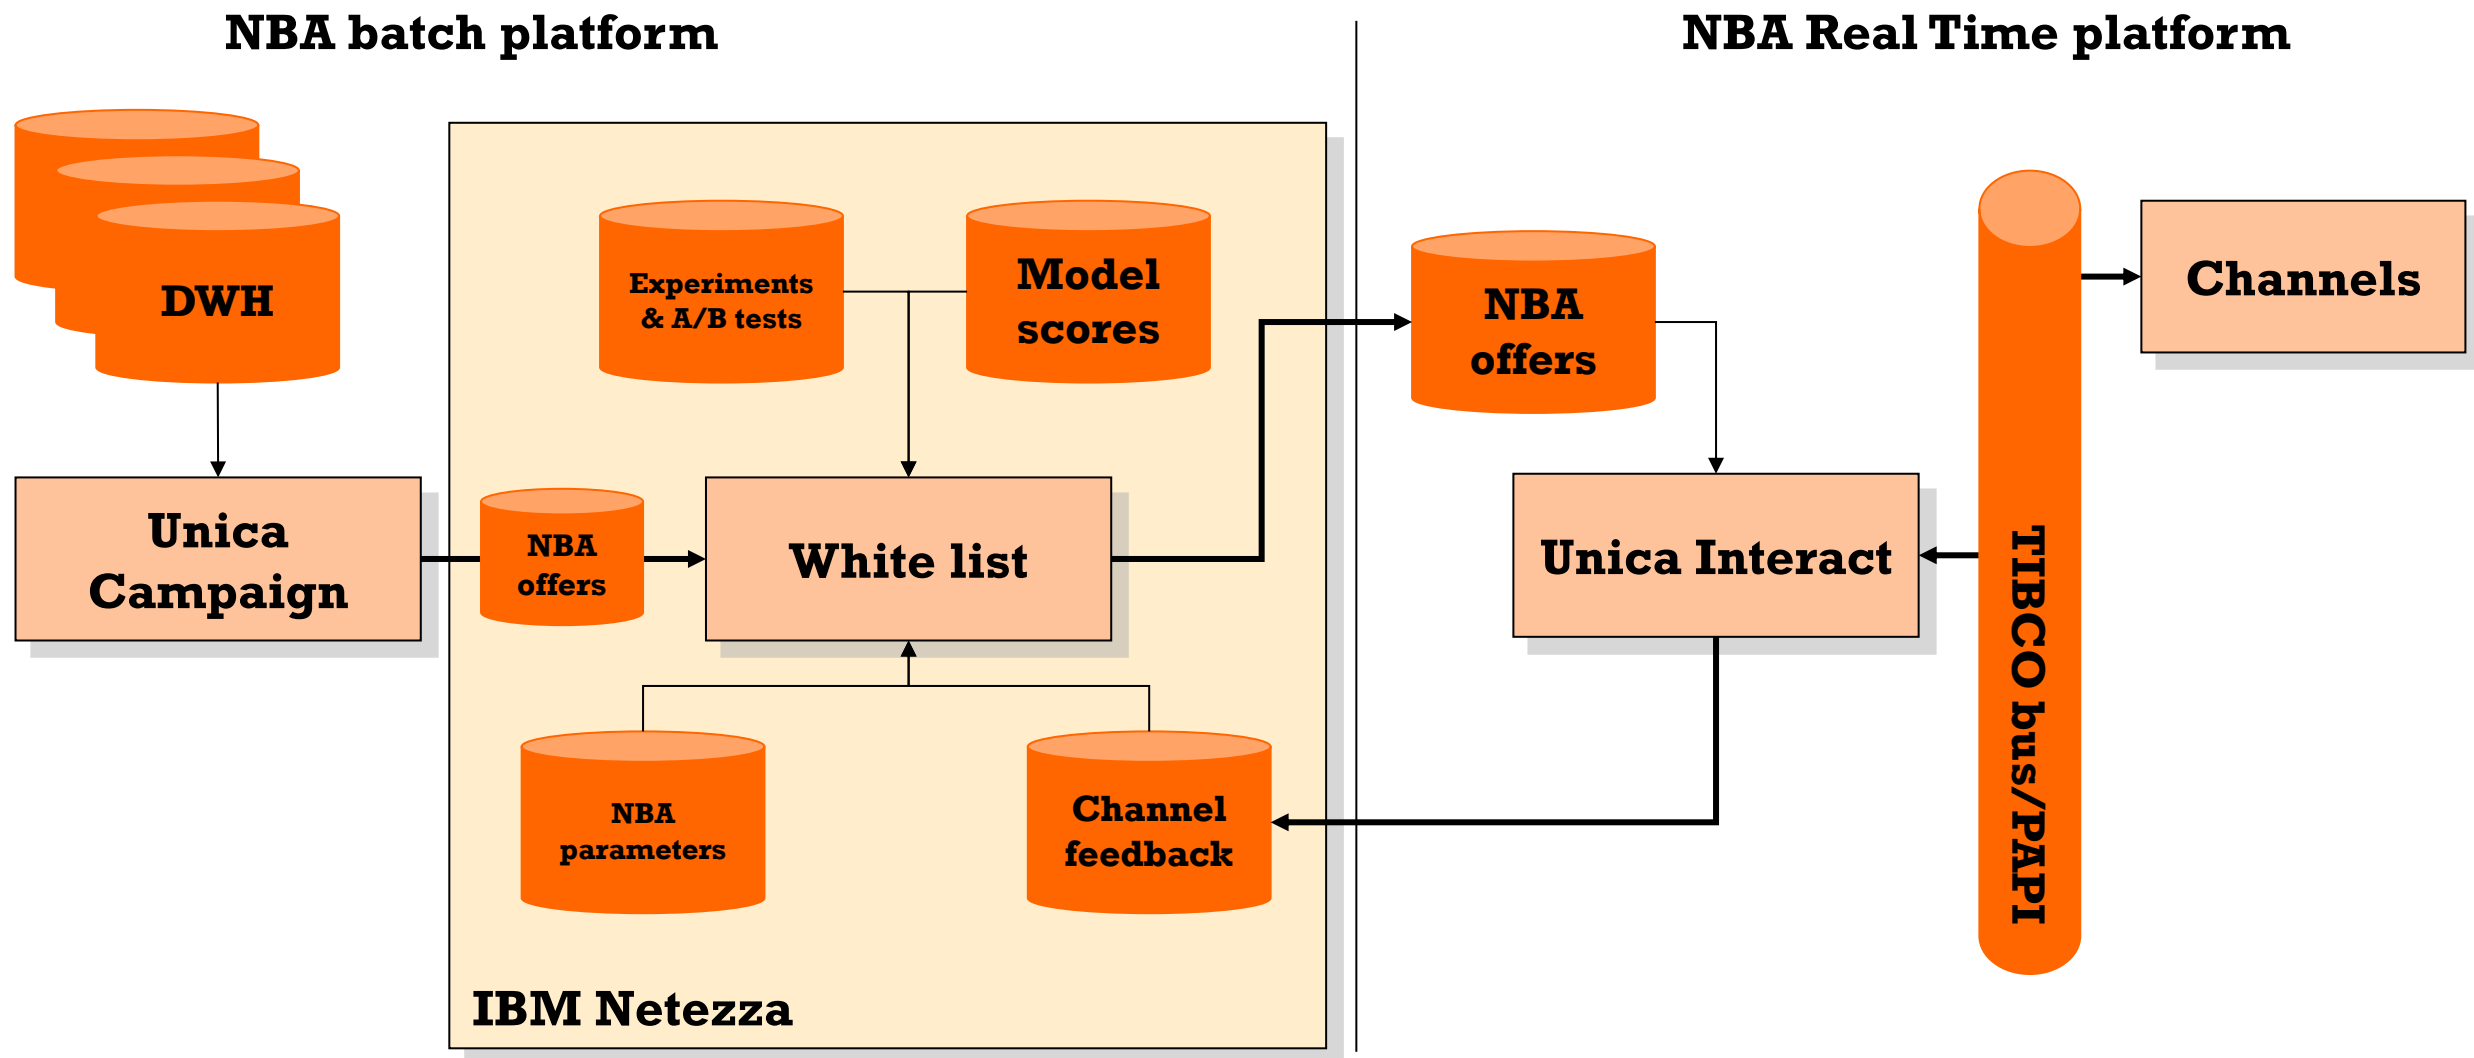 NBA batch platform
NBA Real Time platform
DWH
Experiments
& A/B tests
Model
scores
NBA
offers
Channels
Unica
Campaign
NBA
offers
White list
Unica Interact
TIBCO bus/PAPI
NBA
parameters
Channel
feedback
IBM Netezza